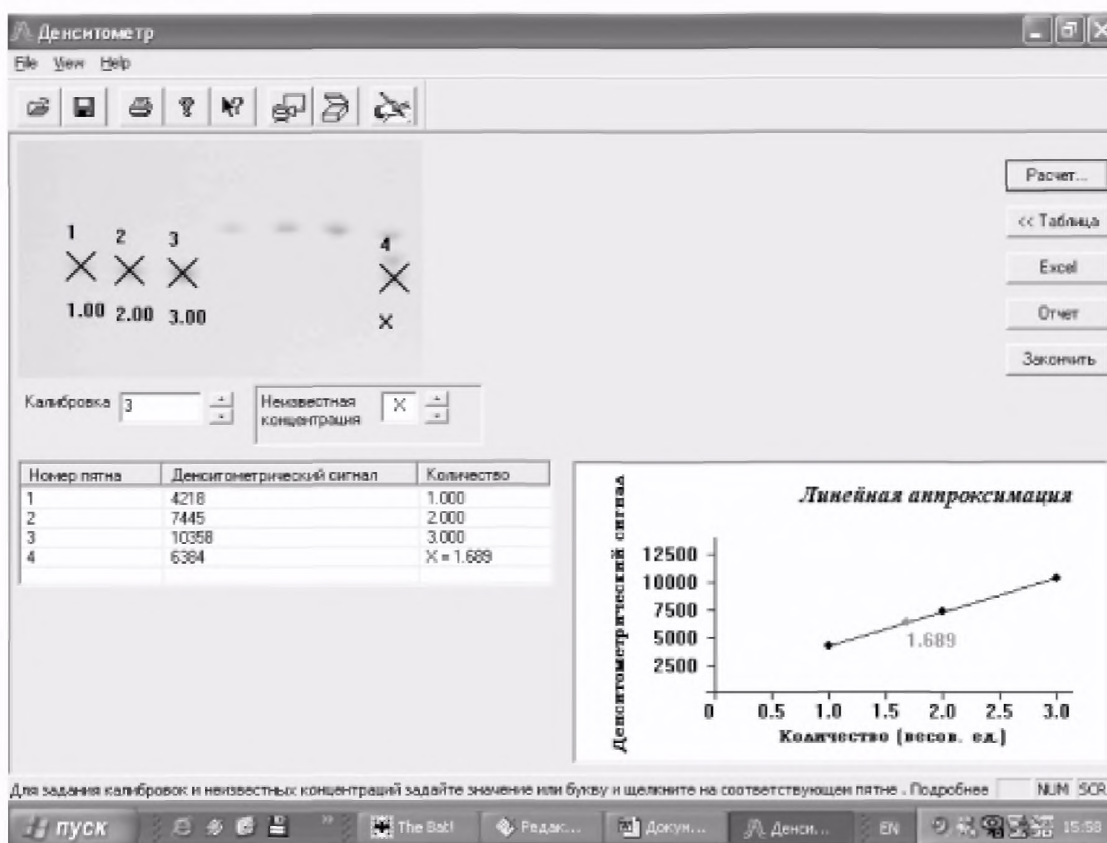 Денситометр
File View Help
1 2 3 4
1.00 2.00 3.00 x
Расчет...
<< Таблица
Excel
Отчет
Закончить
Калибровка 3 Неизвестная концентрация X
Номер пятна Денситометрический сигнал Количество
1 4218 1.000
2 7445 2.000
3 10358 3.000
4 6384 X = 1.689
Линейная аппроксимация
Денситометрический сигнал
12500
10000
7500
5000
2500
1.689
0 0.5 1.0 1.5 2.0 2.5 3.0
Количество (весов. ед.)
Для задания калибровок и неизвестных концентраций задайте значение или букву и щелкните на соответствующем пятне . Подробнее NUM SCR
пуск The Bat! Редак... Докум... Денси... EN 15:58